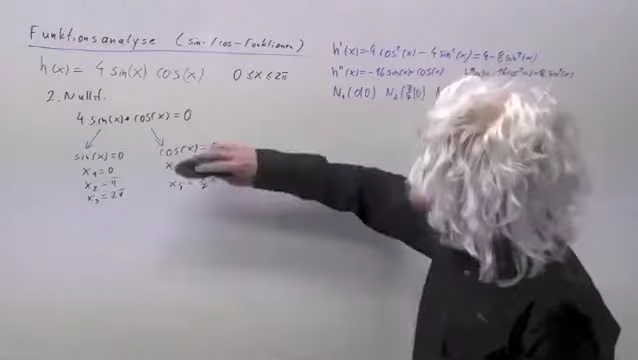 Funktionsanalyse (sin-/cos-Funktionen)
h(x) = 4 sin(x) cos(x) 0 ≤ x ≤ 2π
2. Nullst.
4 sin(x) • cos(x) = 0
sin(x) = 0
x₁ = 0
x₂ = π
x₃ = 2π
cos(x) =
x
x₅ =
h'(x) = 4 cos²(x) - 4 sin²(x) = 4 - 8 sin²(x)
h''(x) = -16 sin(x) · cos(x)
N₁(0|0) N₂(π/2|0) N